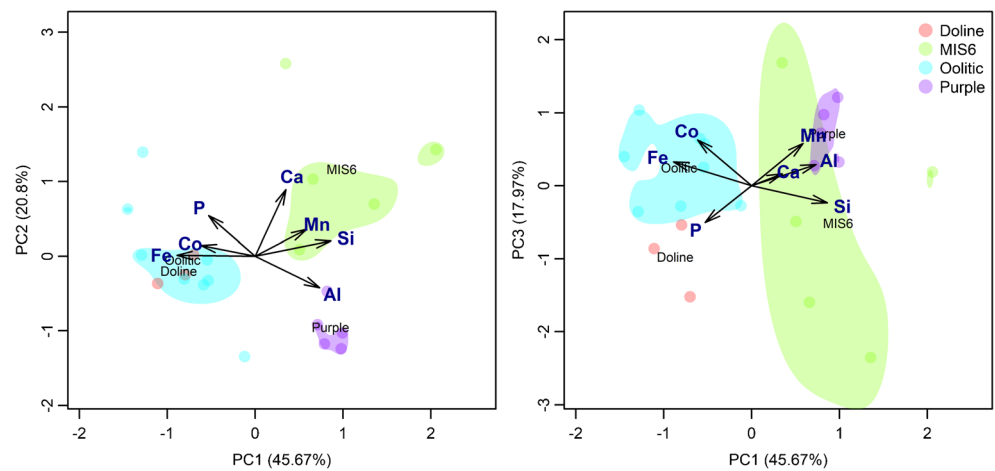 3
2
1
0
-1
-2
PC2 (20.8%)
Ca
MIS6
P
Mn
Si
Co
Fe
Oolitic
Doline
Al
Purple
-2
-1
0
1
2
PC1 (45.67%)
2
1
0
-1
-2
-3
PC3 (17.97%)
Doline
MIS6
Oolitic
Purple
Co
Mn
Purple
Fe
Oolitic
Al
Ca
Si
MIS6
P
Doline
-2
-1
0
1
2
PC1 (45.67%)